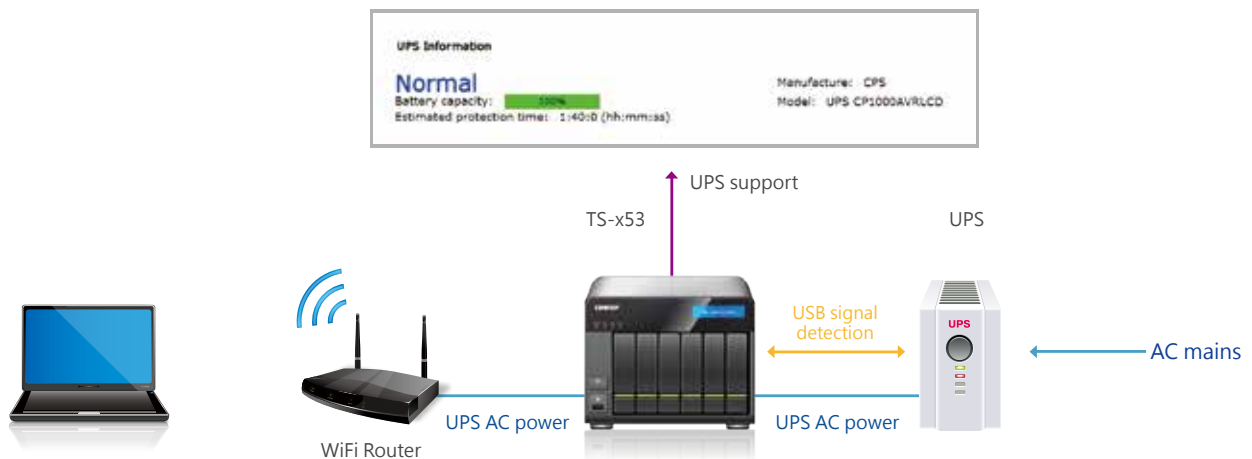 UPS Information
Normal
Battery capacity: 100%
Estimated protection time: 1:40:0 (hh:mm:ss)
Manufacture: CPS
Model: UPS CP1000AVRLCD
UPS support
TS-x53
UPS
USB signal
detection
UPS
AC mains
UPS AC power
UPS AC power
WiFi Router